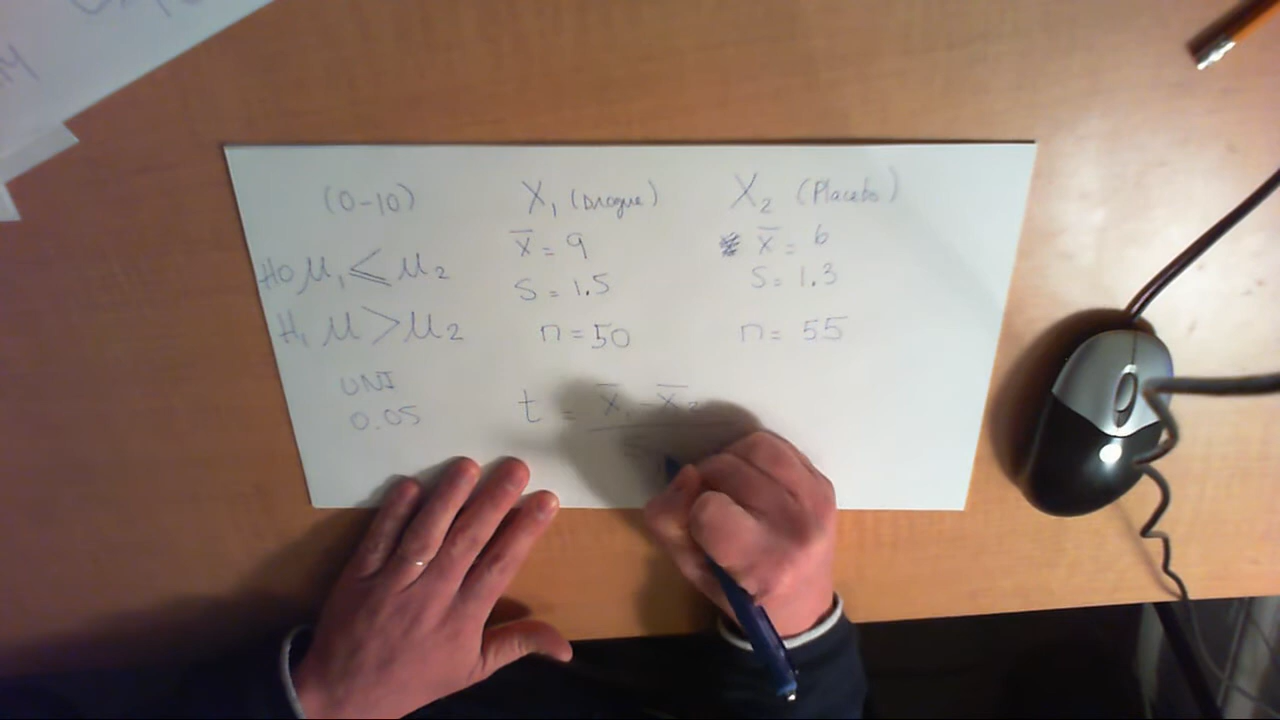 (0-10) X₁ (Drogue) X₂ (Placebo)
x̄ = 9 x̄ = 6
H0 μ₁ ⩽ μ₂ S = 1.5 S = 1.3
H₁ μ > μ₂ n = 50 n = 55
UNI
0.05 t = x̄₁ - x̄₂